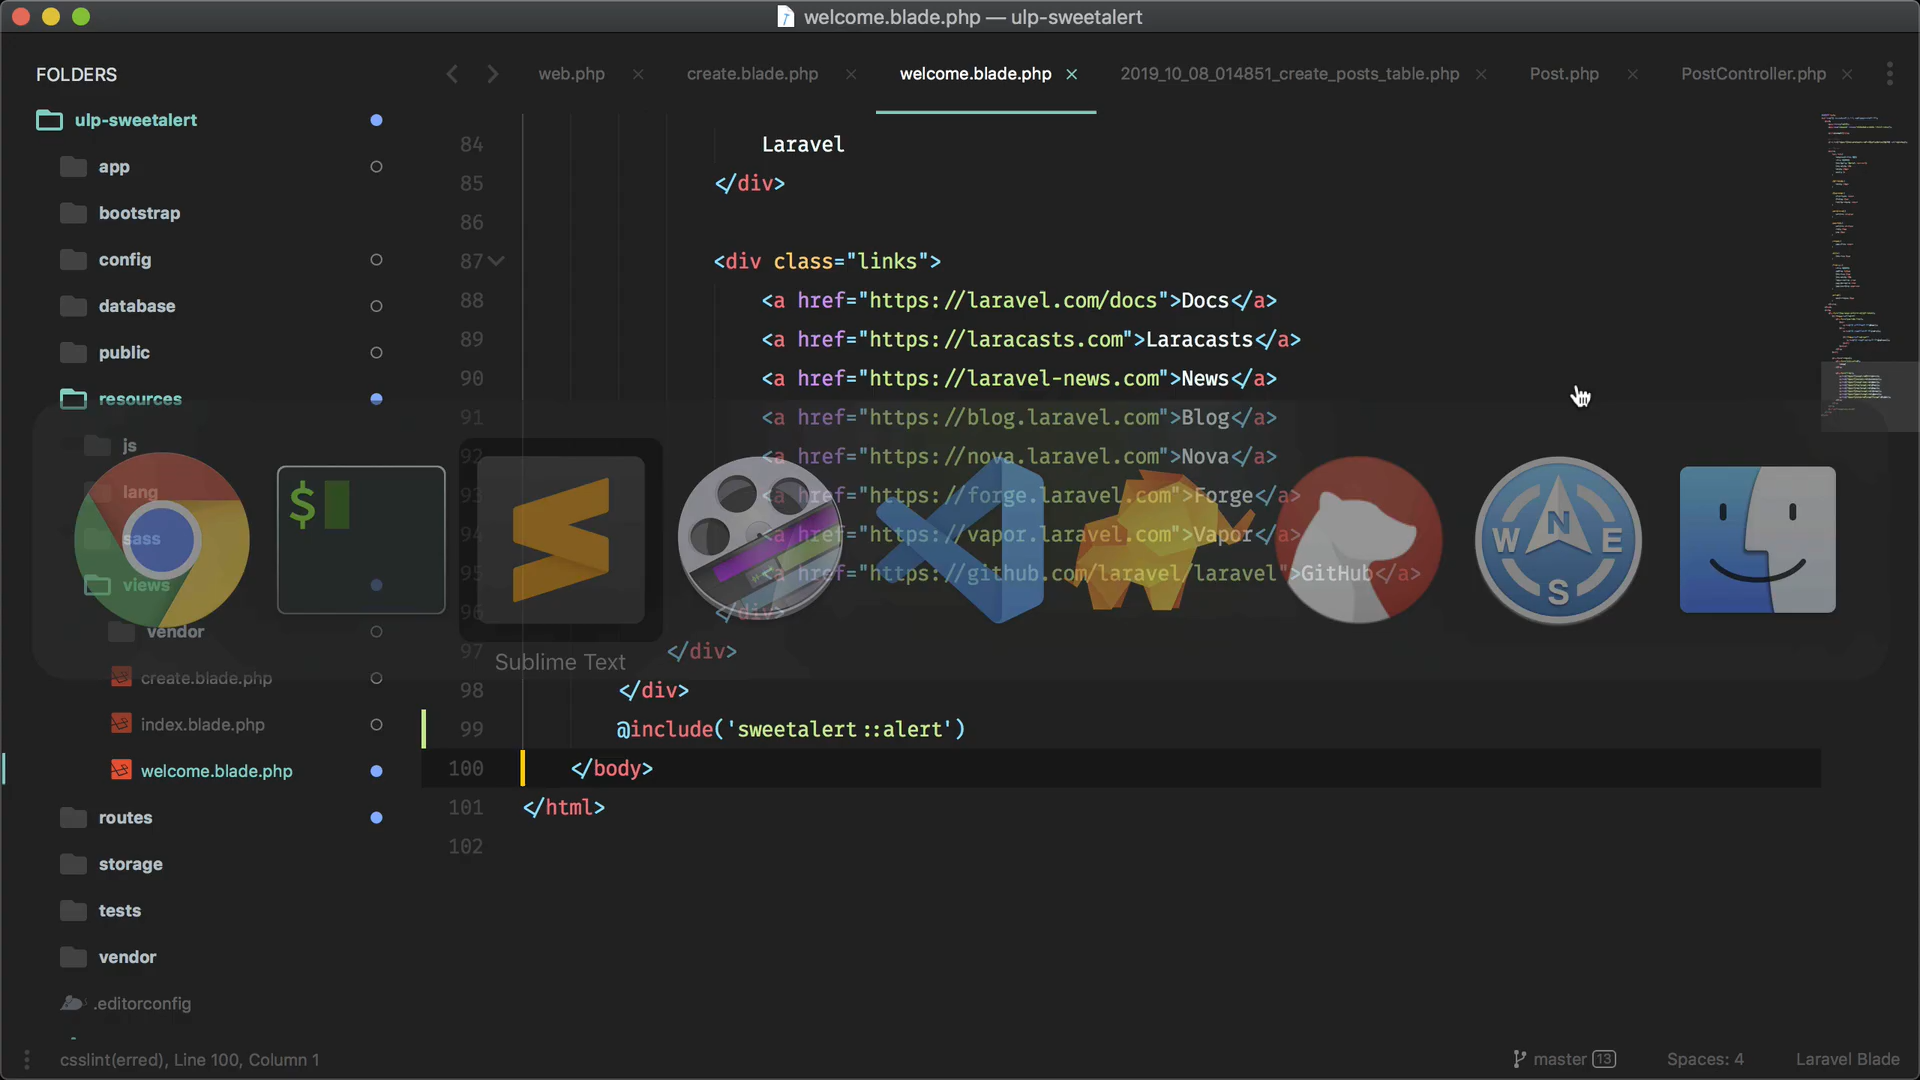 welcome.blade.php — ulp-sweetalert
FOLDERS
ulp-sweetalert
app
bootstrap
config
database
public
resources
js
lang
sass
views
vendor
create.blade.php
index.blade.php
welcome.blade.php
routes
storage
tests
vendor
.editorconfig
web.php × create.blade.php × welcome.blade.php × 2019_10_08_014851_create_posts_table.php × Post.php × PostController.php ×
84 Laravel
85 </div>
86
87 <div class="links">
88 <a href="https://laravel.com/docs">Docs</a>
89 <a href="https://laracasts.com">Laracasts</a>
90 <a href="https://laravel-news.com">News</a>
91 <a href="https://blog.laravel.com">Blog</a>
92 <a href="https://nova.laravel.com">Nova</a>
93 <a href="https://forge.laravel.com">Forge</a>
94 <a href="https://vapor.laravel.com">Vapor</a>
95 <a href="https://github.com/laravel/laravel">GitHub</a>
96 </div>
97 </div>
98 </div>
99 @include('sweetalert::alert')
100 </body>
101 </html>
102
$
N
W E
S
Sublime Text
csslint(erred), Line 100, Column 1
master 13 Spaces: 4 Laravel Blade